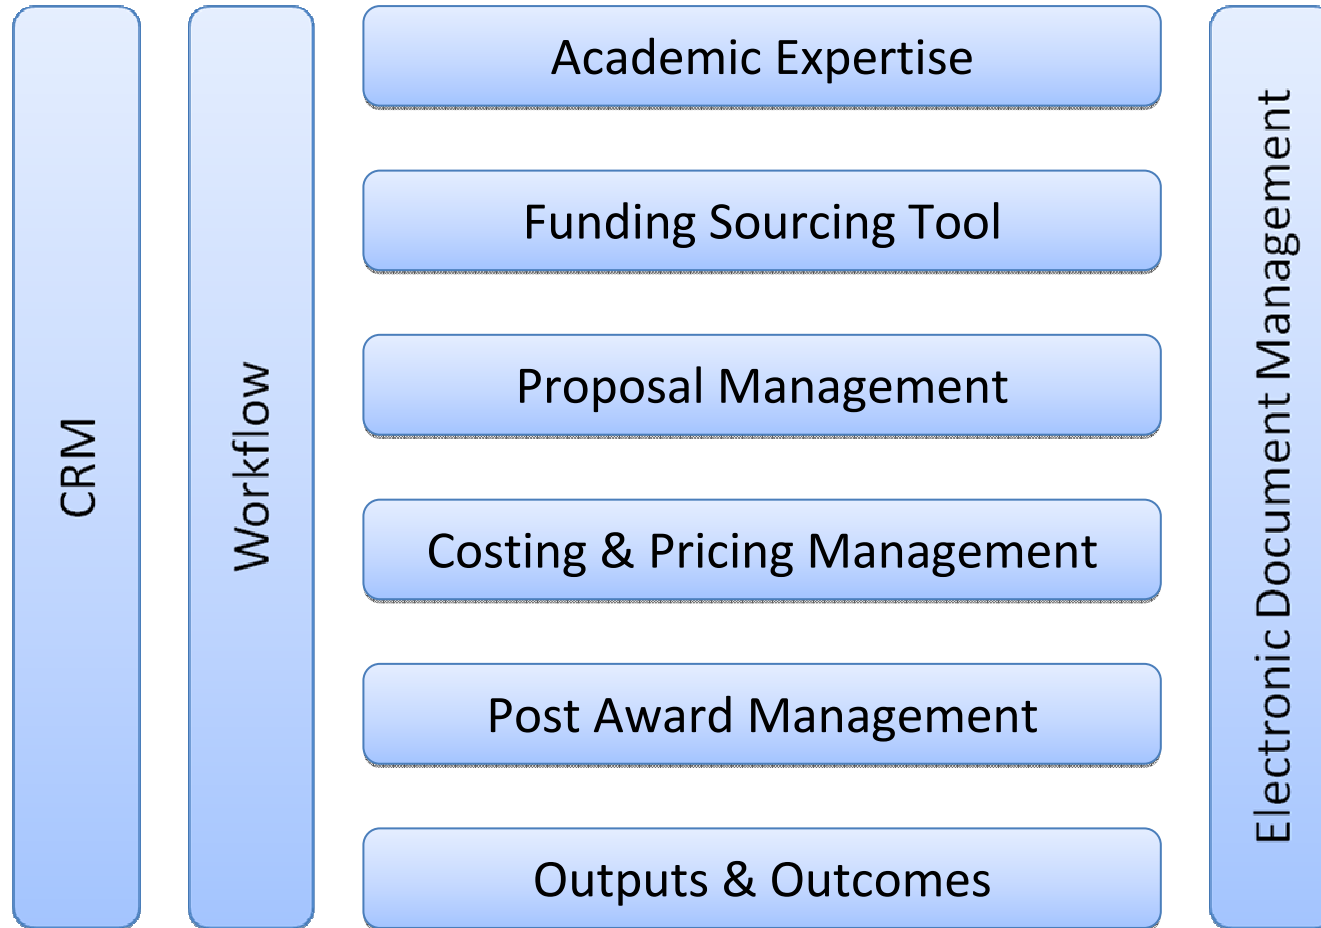 CRM
Workflow
Academic Expertise
Funding Sourcing Tool
Proposal Management
Costing & Pricing Management
Post Award Management
Outputs & Outcomes
Electronic Document Management